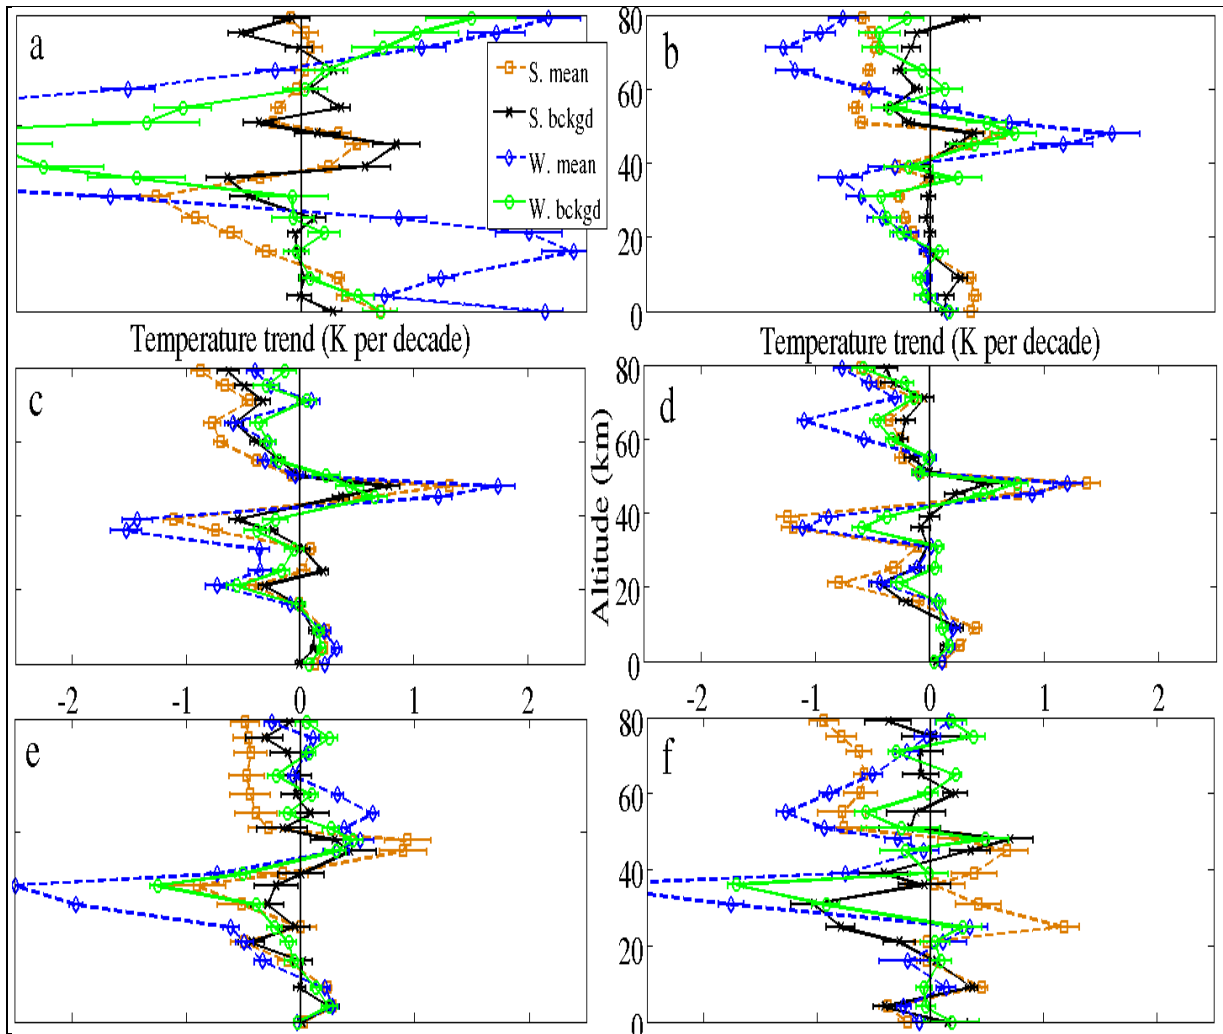 a
S. mean
S. bckgd
W. mean
W. bckgd
b
80
60
40
20
0
Temperature trend (K per decade)
Temperature trend (K per decade)
c
d
80
60
40
20
0
Altitude (km)
-2 -1 0 1 2
-2 -1 0 1 2
e
f
80
60
40
20
0